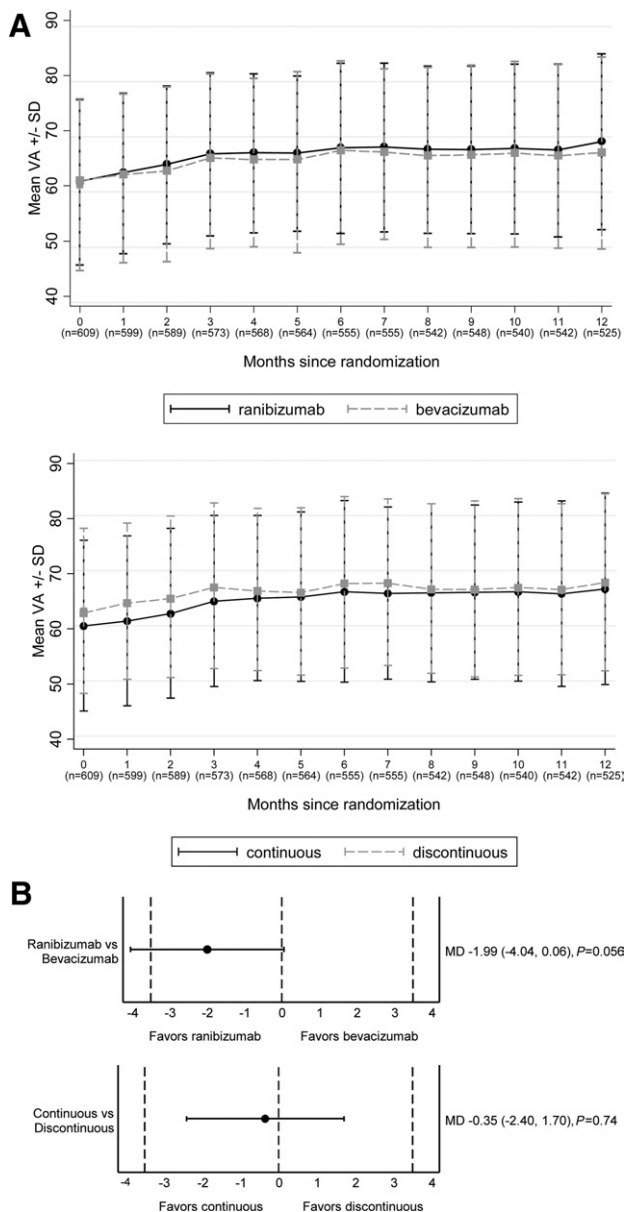 A
90
80
70
60
50
40
Mean VA +/- SD
0 1 2 3 4 5 6 7 8 9 10 11 12
(n=609) (n=599) (n=589) (n=573) (n=568) (n=564) (n=555) (n=555) (n=542) (n=548) (n=540) (n=542) (n=525)
Months since randomization
ranibizumab bevacizumab
90
80
70
60
50
40
Mean VA +/- SD
0 1 2 3 4 5 6 7 8 9 10 11 12
(n=609) (n=599) (n=589) (n=573) (n=568) (n=564) (n=555) (n=555) (n=542) (n=548) (n=540) (n=542) (n=525)
Months since randomization
continuous discontinuous
B
Ranibizumab vs
Bevacizumab
MD -1.99 (-4.04, 0.06), P=0.056
-4 -3 -2 -1 0 1 2 3 4
Favors ranibizumab Favors bevacizumab
Continuous vs
Discontinuous
MD -0.35 (-2.40, 1.70), P=0.74
-4 -3 -2 -1 0 1 2 3 4
Favors continuous Favors discontinuous